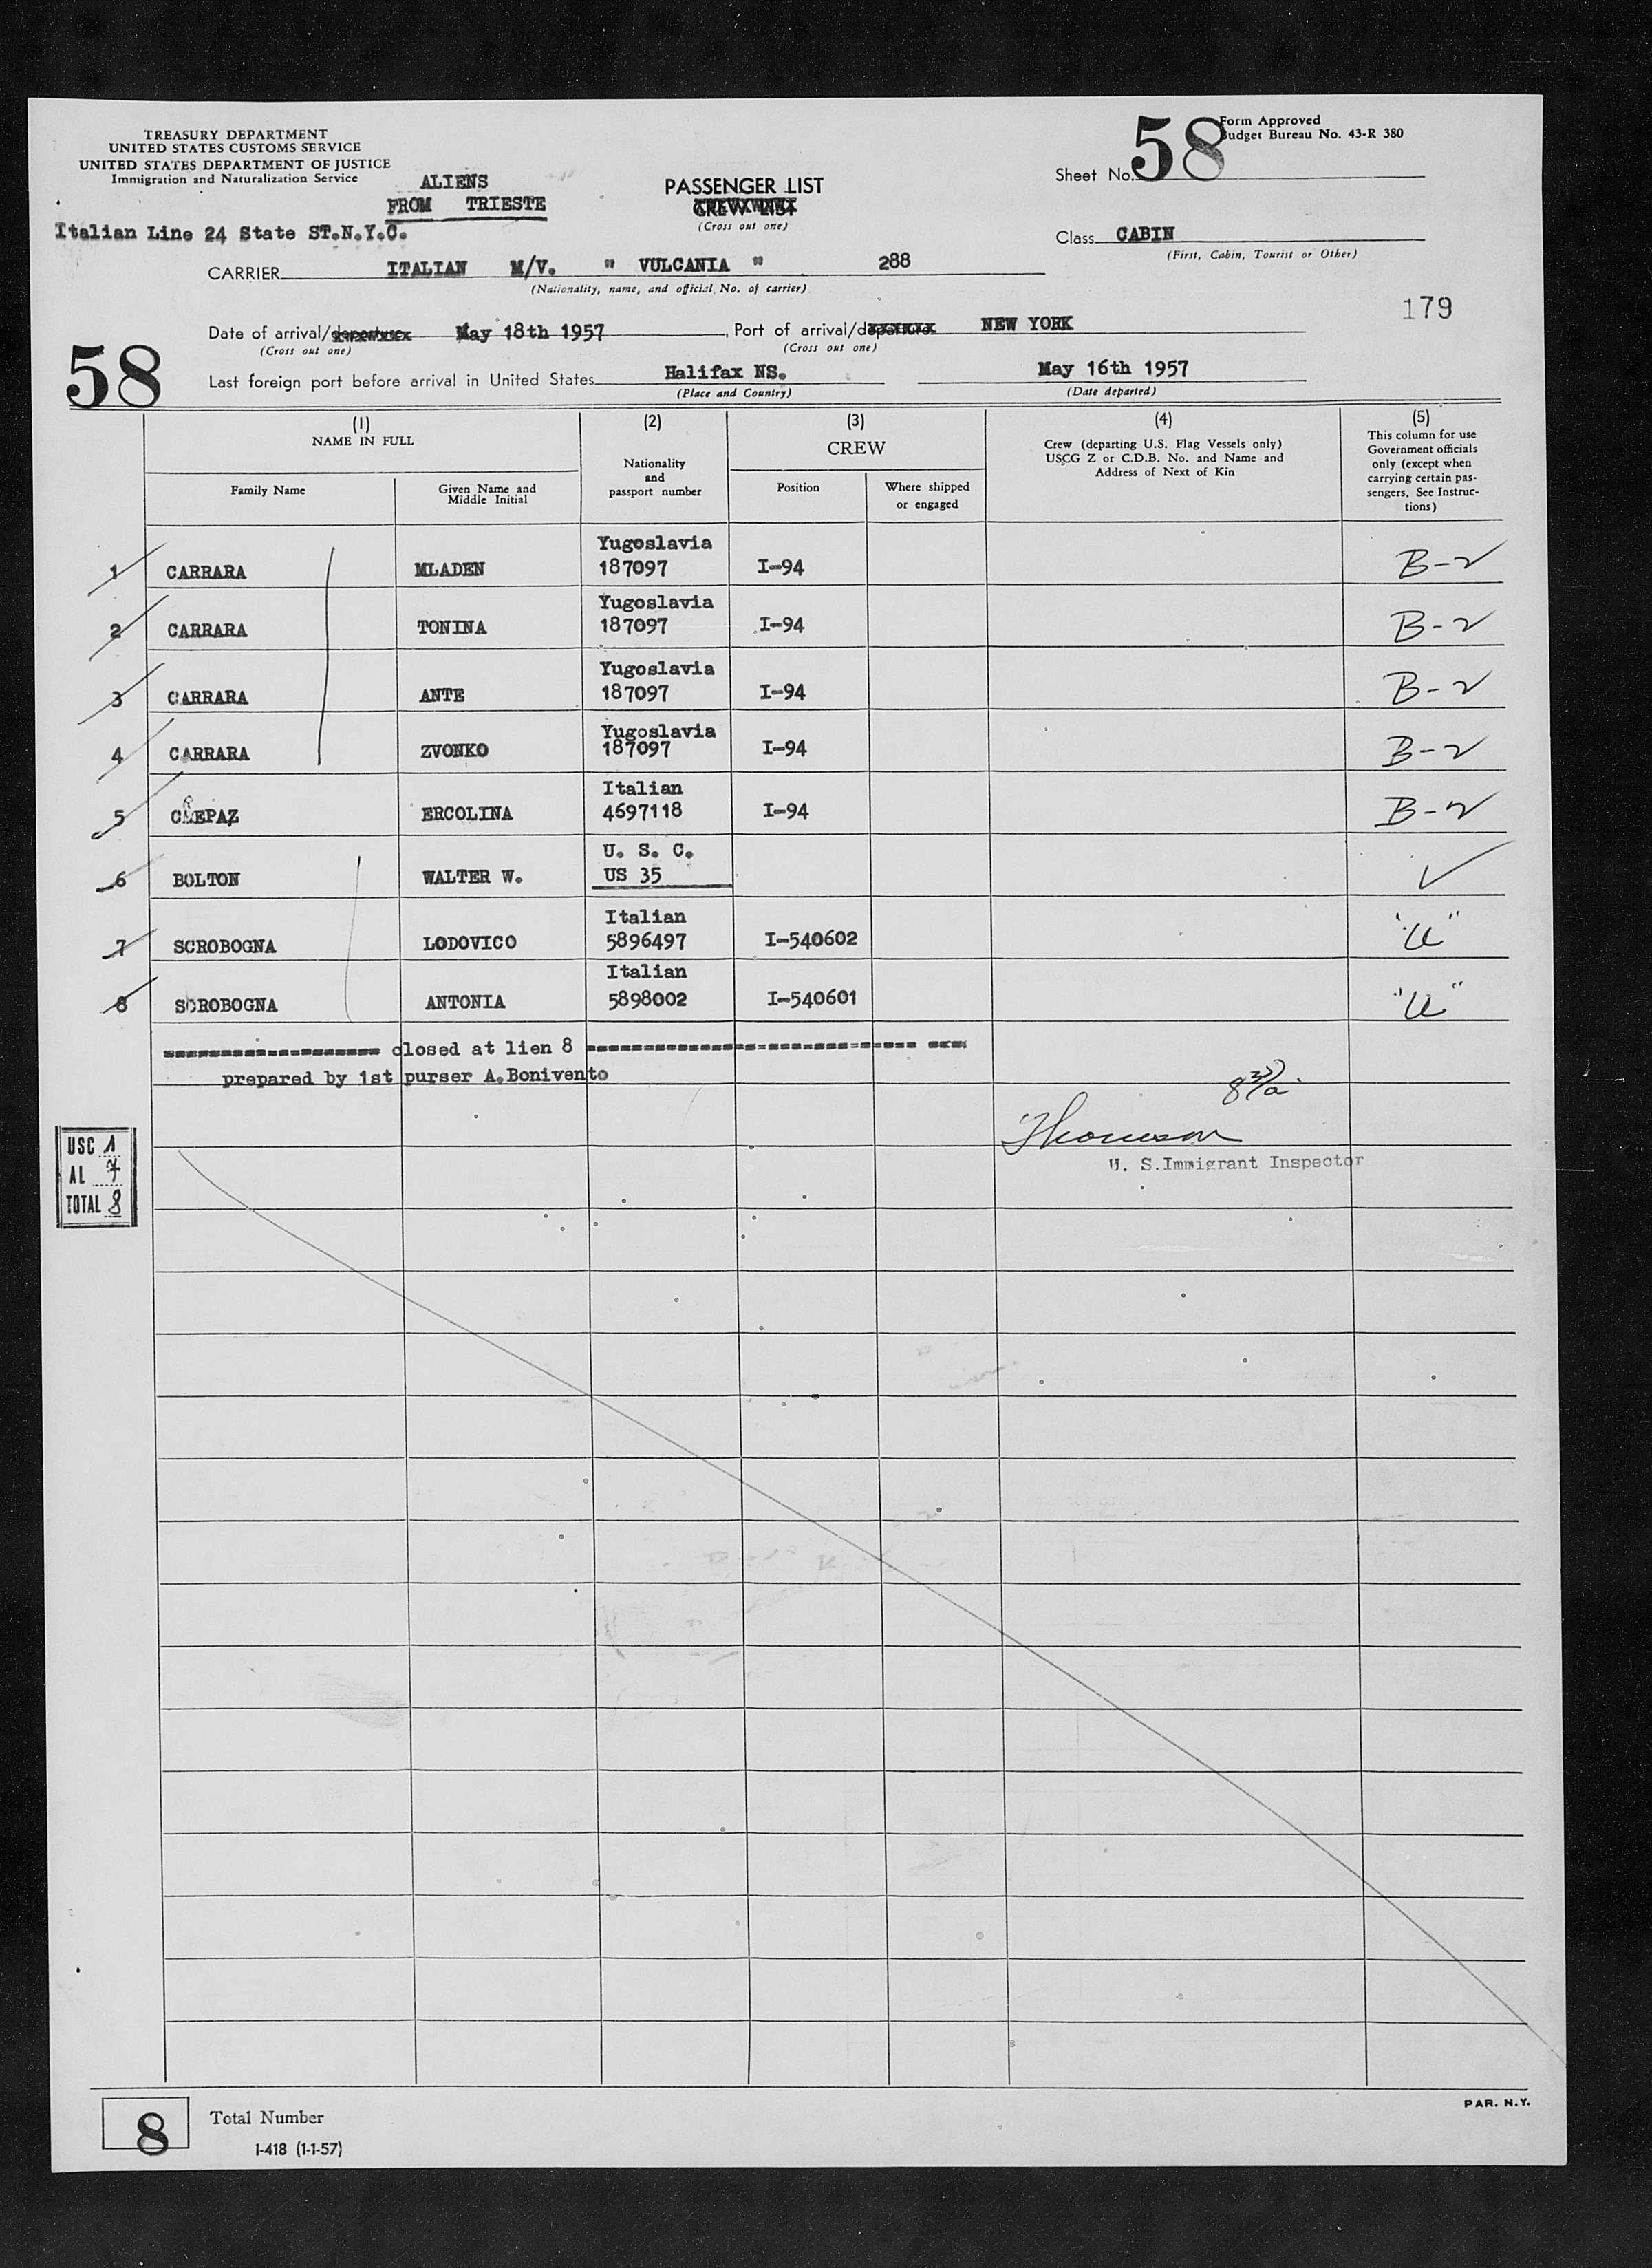 TREASURY DEPARTMENT
UNITED STATES CUSTOMS SERVICE
UNITED STATES DEPARTMENT OF JUSTICE
Immigration and Naturalization Service
ALIENS
FROM TRIESTE
Italian Line 24 State ST.N.Y.C.
PASSENGER LIST
CREW LIST
(Cross out one)
Form Approved
Budget Bureau No. 43-R 380
Sheet No. 58
Class CABIN
(First, Cabin, Tourist or Other)
CARRIER ITALIAN M/V. " VULCANIA " 288
(Nationality, name, and official No. of carrier)
179
Date of arrival/departure May 18th 1957, Port of arrival/departure NEW YORK
(Cross out one) (Cross out one)
58
Last foreign port before arrival in United States Halifax NS. May 16th 1957
(Place and Country) (Date departed)
(1)
NAME IN FULL
Family Name
Given Name and
Middle Initial
(2)
Nationality
and
passport number
(3)
CREW
Position
Where shipped
or engaged
(4)
Crew (departing U.S. Flag Vessels only)
USCG Z or C.D.B. No. and Name and
Address of Next of Kin
(5)
This column for use
Government officials
only (except when
carrying certain pas-
sengers. See Instruc-
tions)
Yugoslavia
1 CARRARA MLADEN 187097 I-94 B-2
Yugoslavia
2 CARRARA TONINA 187097 I-94 B-2
Yugoslavia
3 CARRARA ANTE 187097 I-94 B-2
Yugoslavia
4 CARRARA ZVONKO 187097 I-94 B-2
Italian
5 CREPAZ ERCOLINA 4697118 I-94 B-2
U. S. C.
6 BOLTON WALTER W. US 35
Italian
7 SCROBOGNA LODOVICO 5896497 I-540602 "U"
Italian
8 SCROBOGNA ANTONIA 5898002 I-540601 "U"
closed at lien 8
prepared by 1st purser A.Bonivento
Thomson
U. S.Immigrant Inspector
USC 1
AL 7
TOTAL 8
8 Total Number
I-418 (1-1-57)
PAR. N.Y.